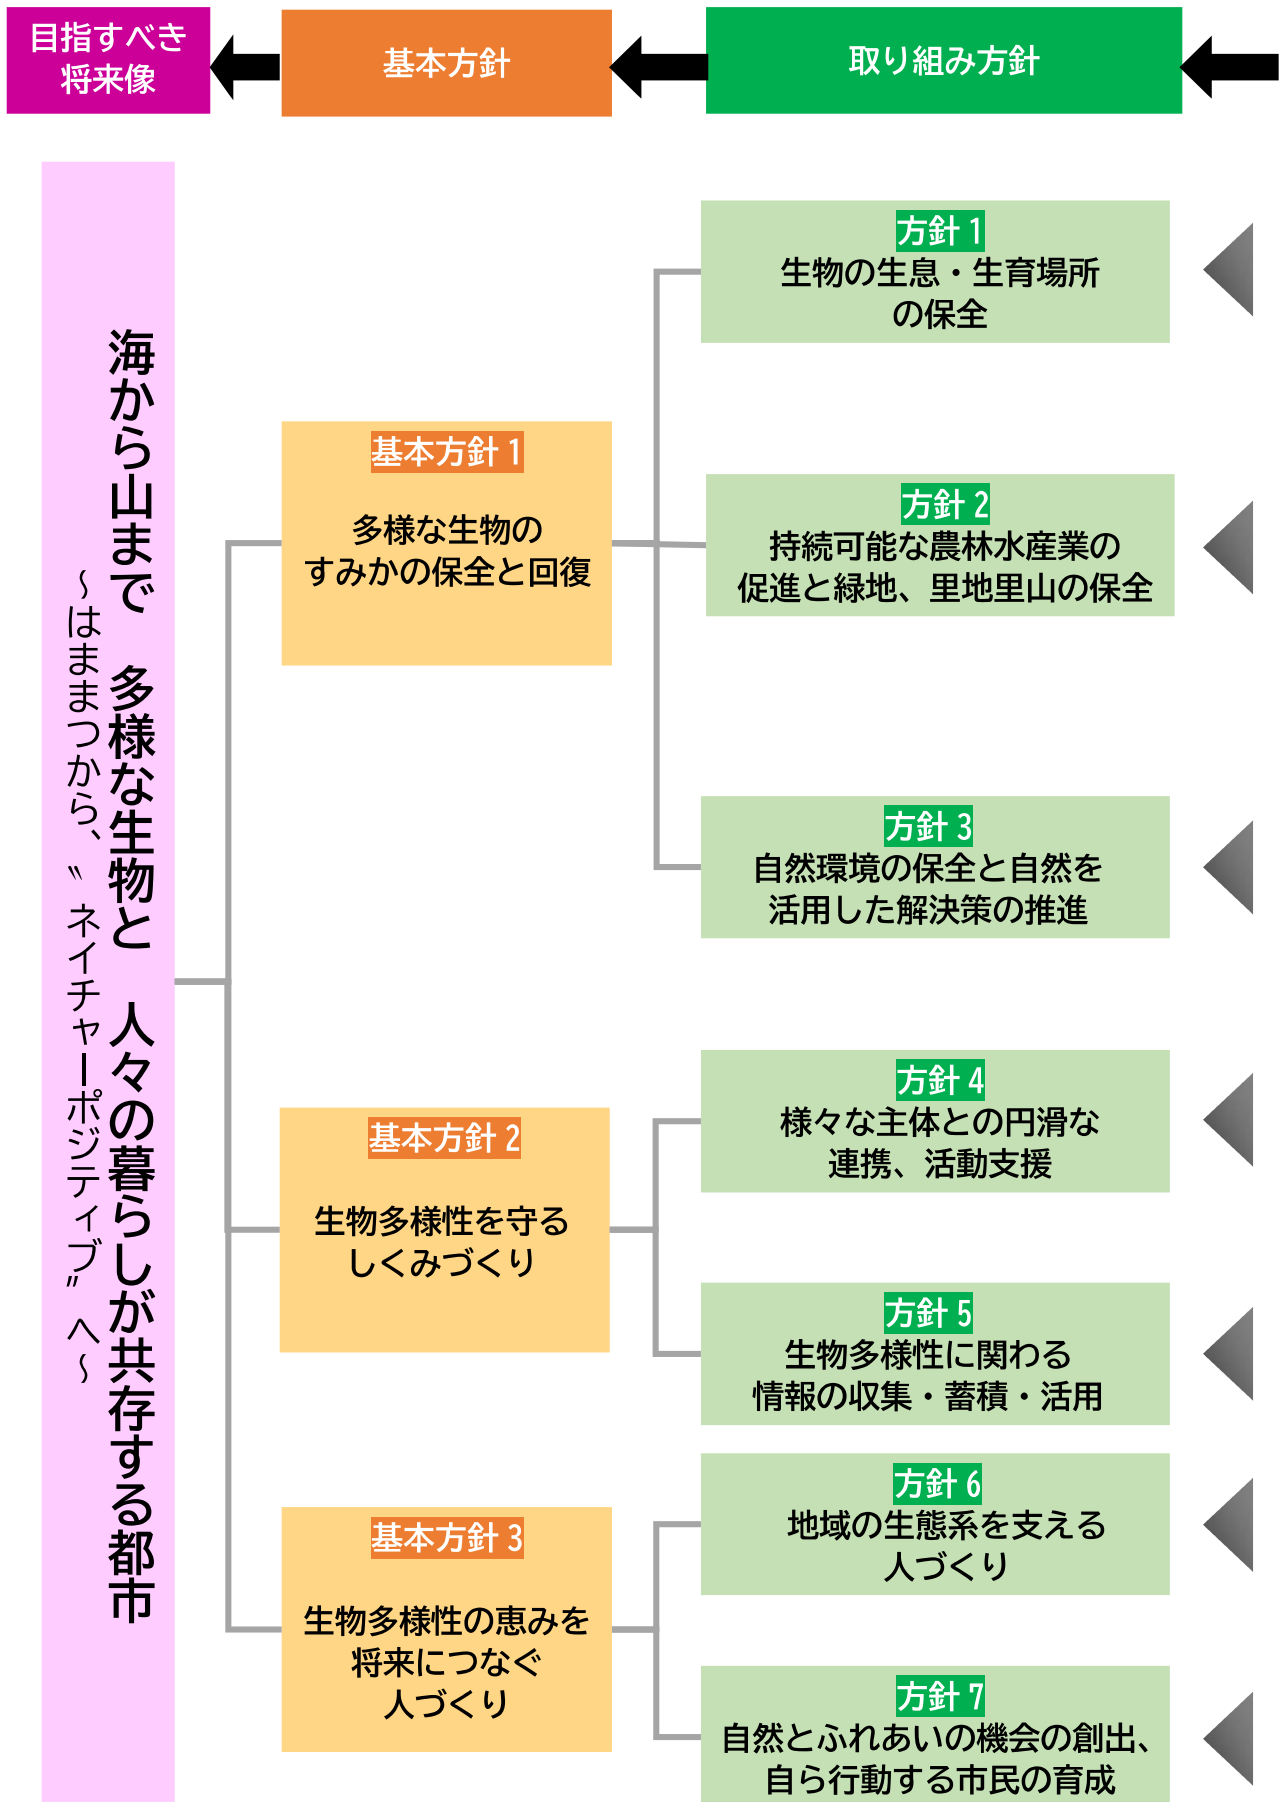 目指すべき
将来像
基本方針
取り組み方針
海から山まで　多様な生物と　人々の暮らしが共存する都市
～はままつから、〝ネイチャーポジティブ〞へ～
基本方針1
多様な生物の
すみかの保全と回復
方針1
生物の生息・生育場所
の保全
方針2
持続可能な農林水産業の
促進と緑地、里地里山の保全
方針3
自然環境の保全と自然を
活用した解決策の推進
基本方針2
生物多様性を守る
しくみづくり
方針4
様々な主体との円滑な
連携、活動支援
方針5
生物多様性に関わる
情報の収集・蓄積・活用
基本方針3
生物多様性の恵みを
将来につなぐ
人づくり
方針6
地域の生態系を支える
人づくり
方針7
自然とふれあいの機会の創出、
自ら行動する市民の育成